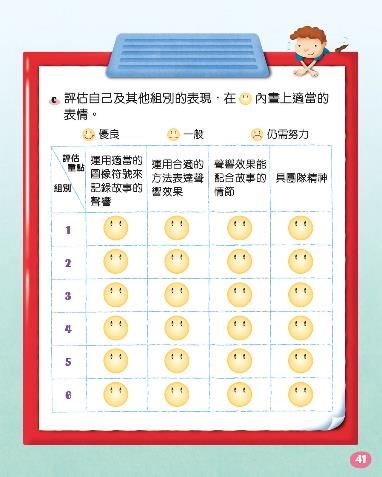 評估自己及其他組別的表現，在 內畫上適當的
表情。
優良 一般 仍需努力
評估
重點
組別
運用適當的
圖像符號來
記錄故事的
聲響
運用合適的
方法表達聲
響效果
聲響效果能
配合故事的
情節
具團隊精神
1
2
3
4
5
6
41